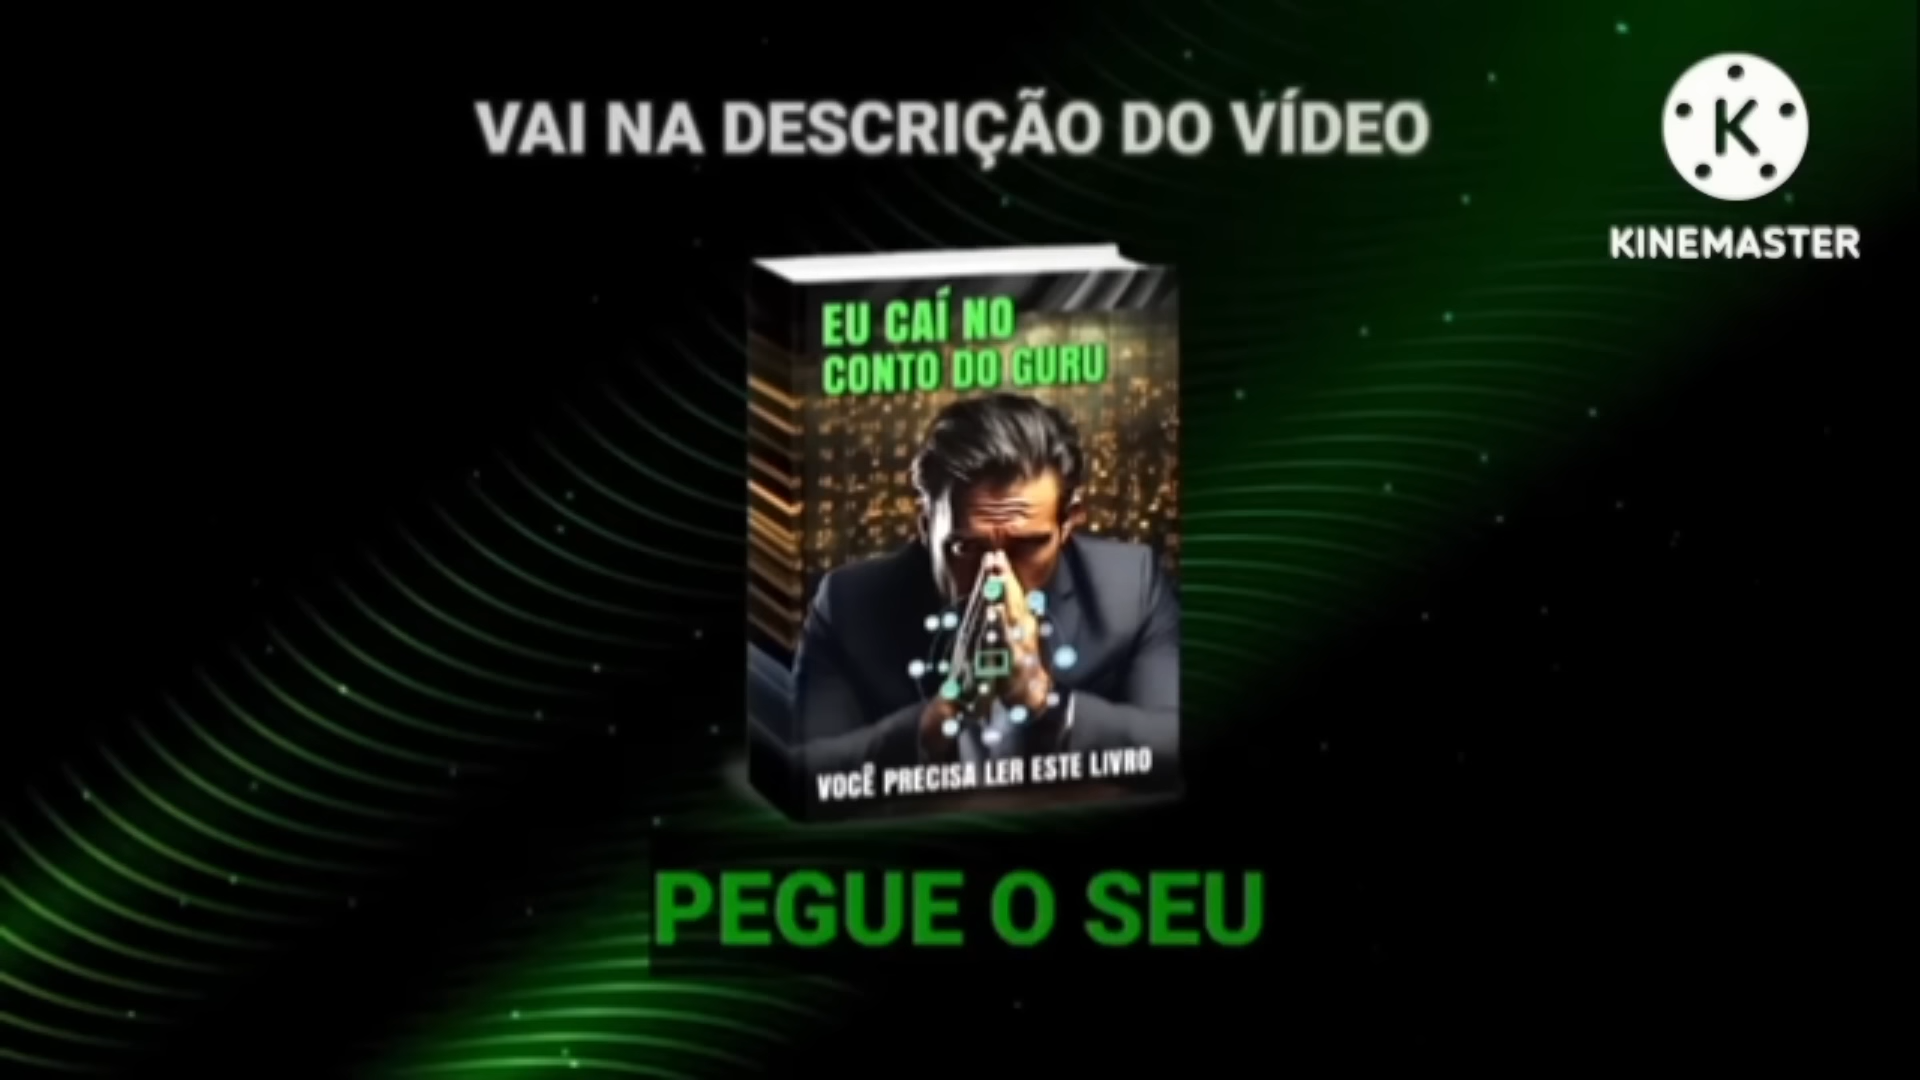 VAI NA DESCRIÇÃO DO VÍDEO
K
KINEMASTER
EU CAÍ NO
CONTO DO GURU
VOCÊ PRECISA LER ESTE LIVRO
PEGUE O SEU